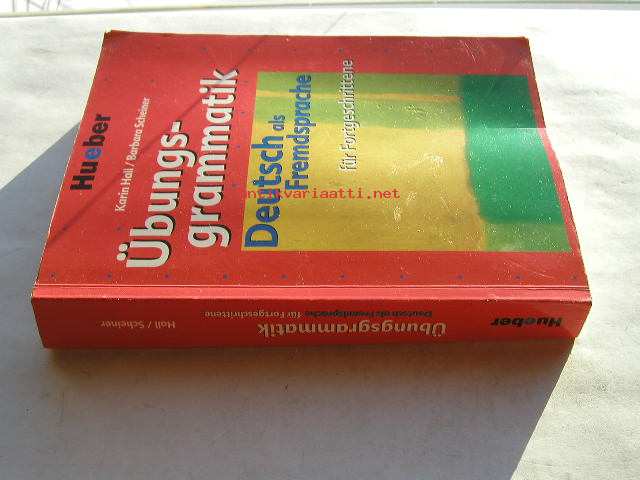 Hueber
Karin Hall / Barbara Scheiner
Übungs-
grammatik
Deutsch als
Fremdsprache
für Fortgeschrittene
antikvariaatti.net
Hall / Scheiner
Übungsgrammatik
Deutsch als Fremdsprache
für Fortgeschrittene
Hueber